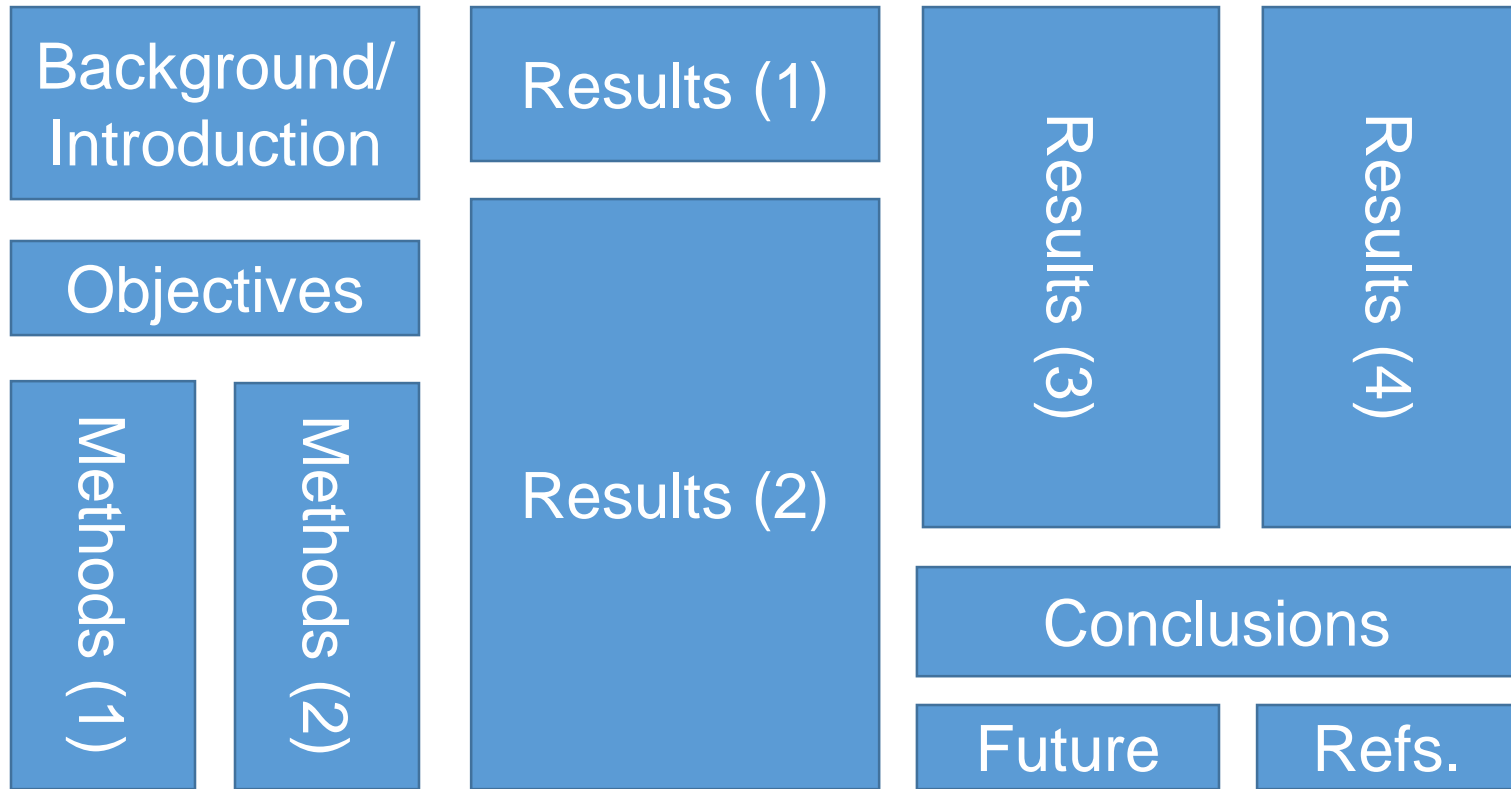 Background/
Introduction
Objectives
Methods (1)
Methods (2)
Results (1)
Results (2)
Results (3)
Results (4)
Conclusions
Future
Refs.